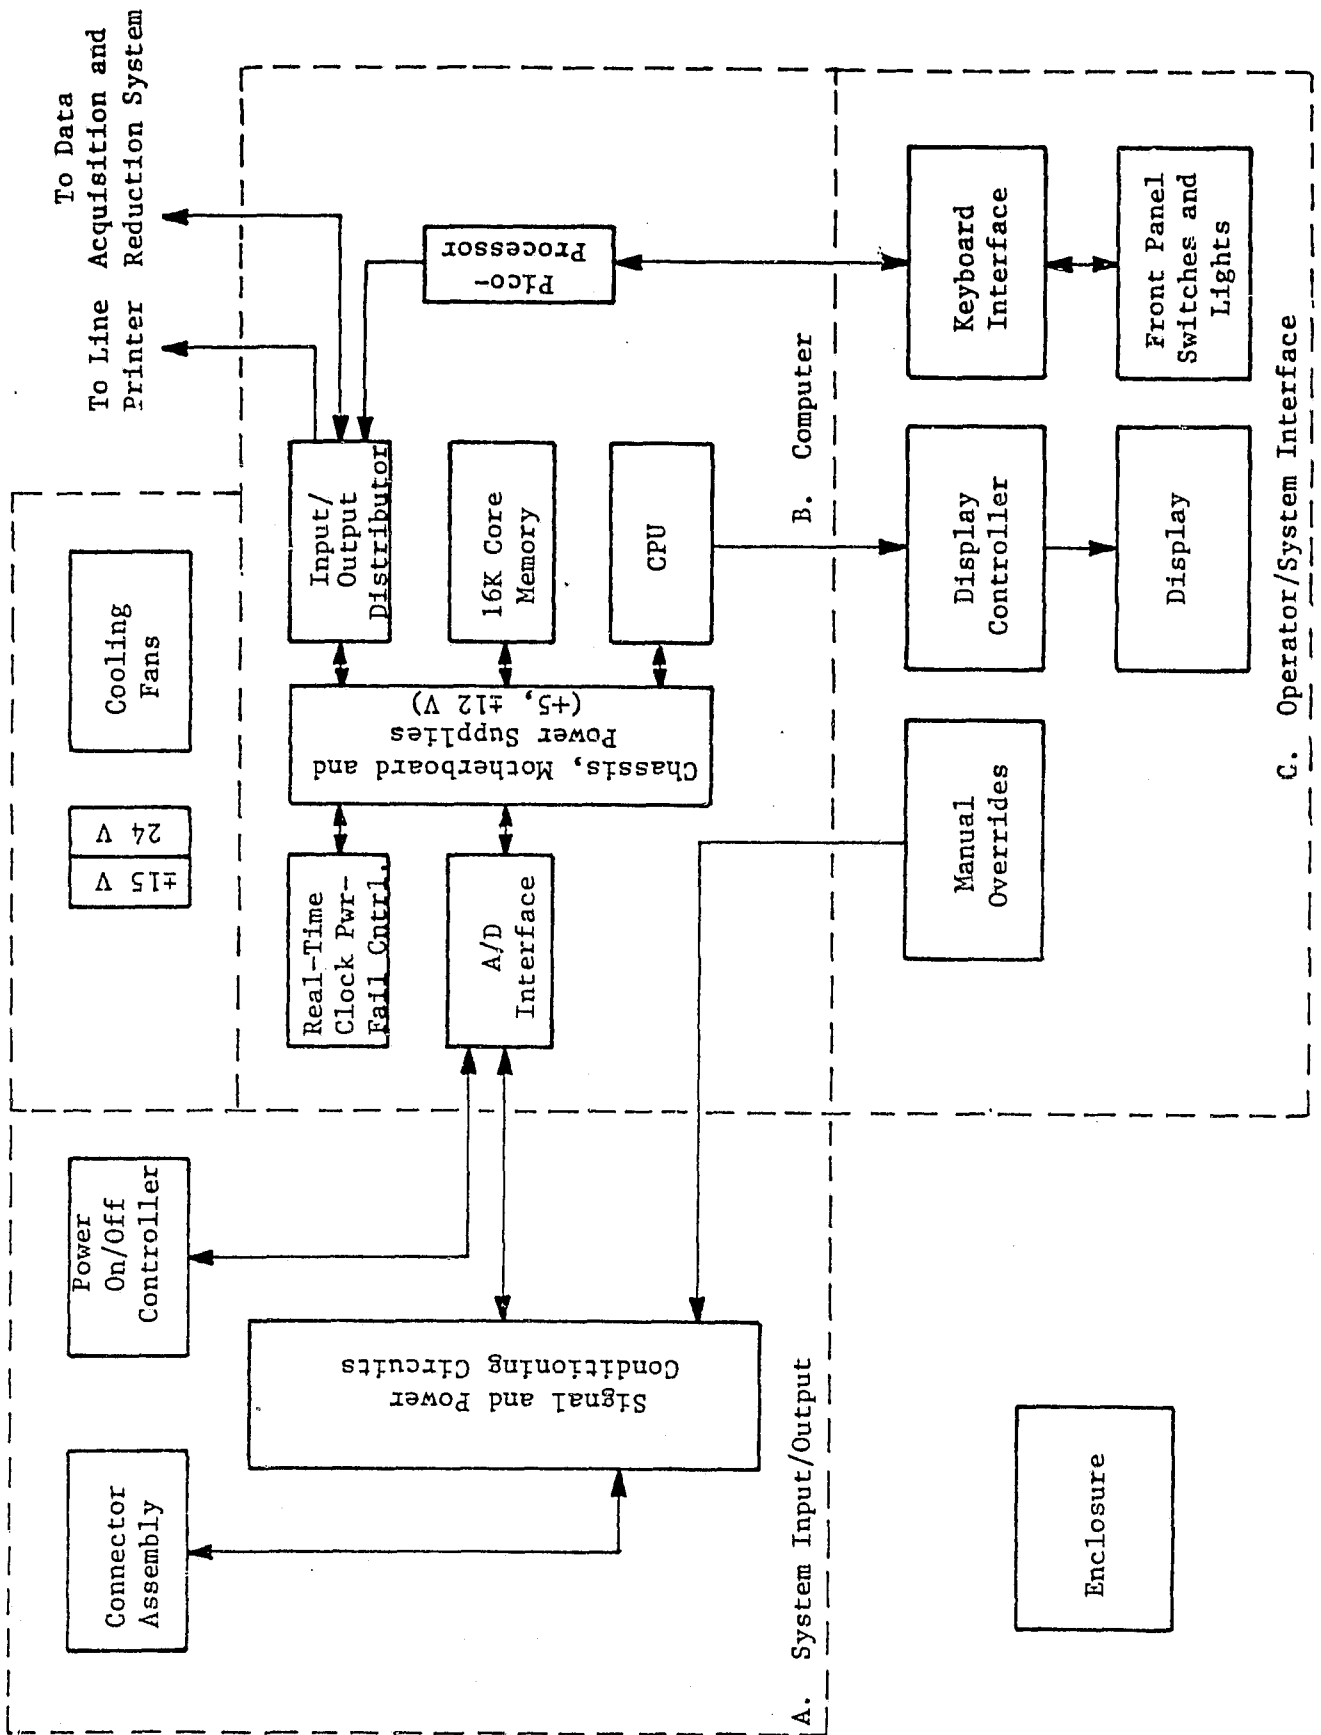 Connector
Assembly
Power
On/Off
Controller
±15 V
24 V
Cooling
Fans
To Line
Printer
To Data
Acquisition and
Reduction System
Signal and Power
Conditioning Circuits
Real-Time
Clock Pwr-
Fail Cntrl.
A/D
Interface
Chassis, Motherboard and
Power Supplies
(+5, ±12 V)
Input/
Output
Distributor
16K Core
Memory
CPU
Pico-
Processor
A. System Input/Output
B. Computer
Manual
Overrides
Display
Controller
Display
Keyboard
Interface
Front Panel
Switches and
Lights
C. Operator/System Interface
Enclosure